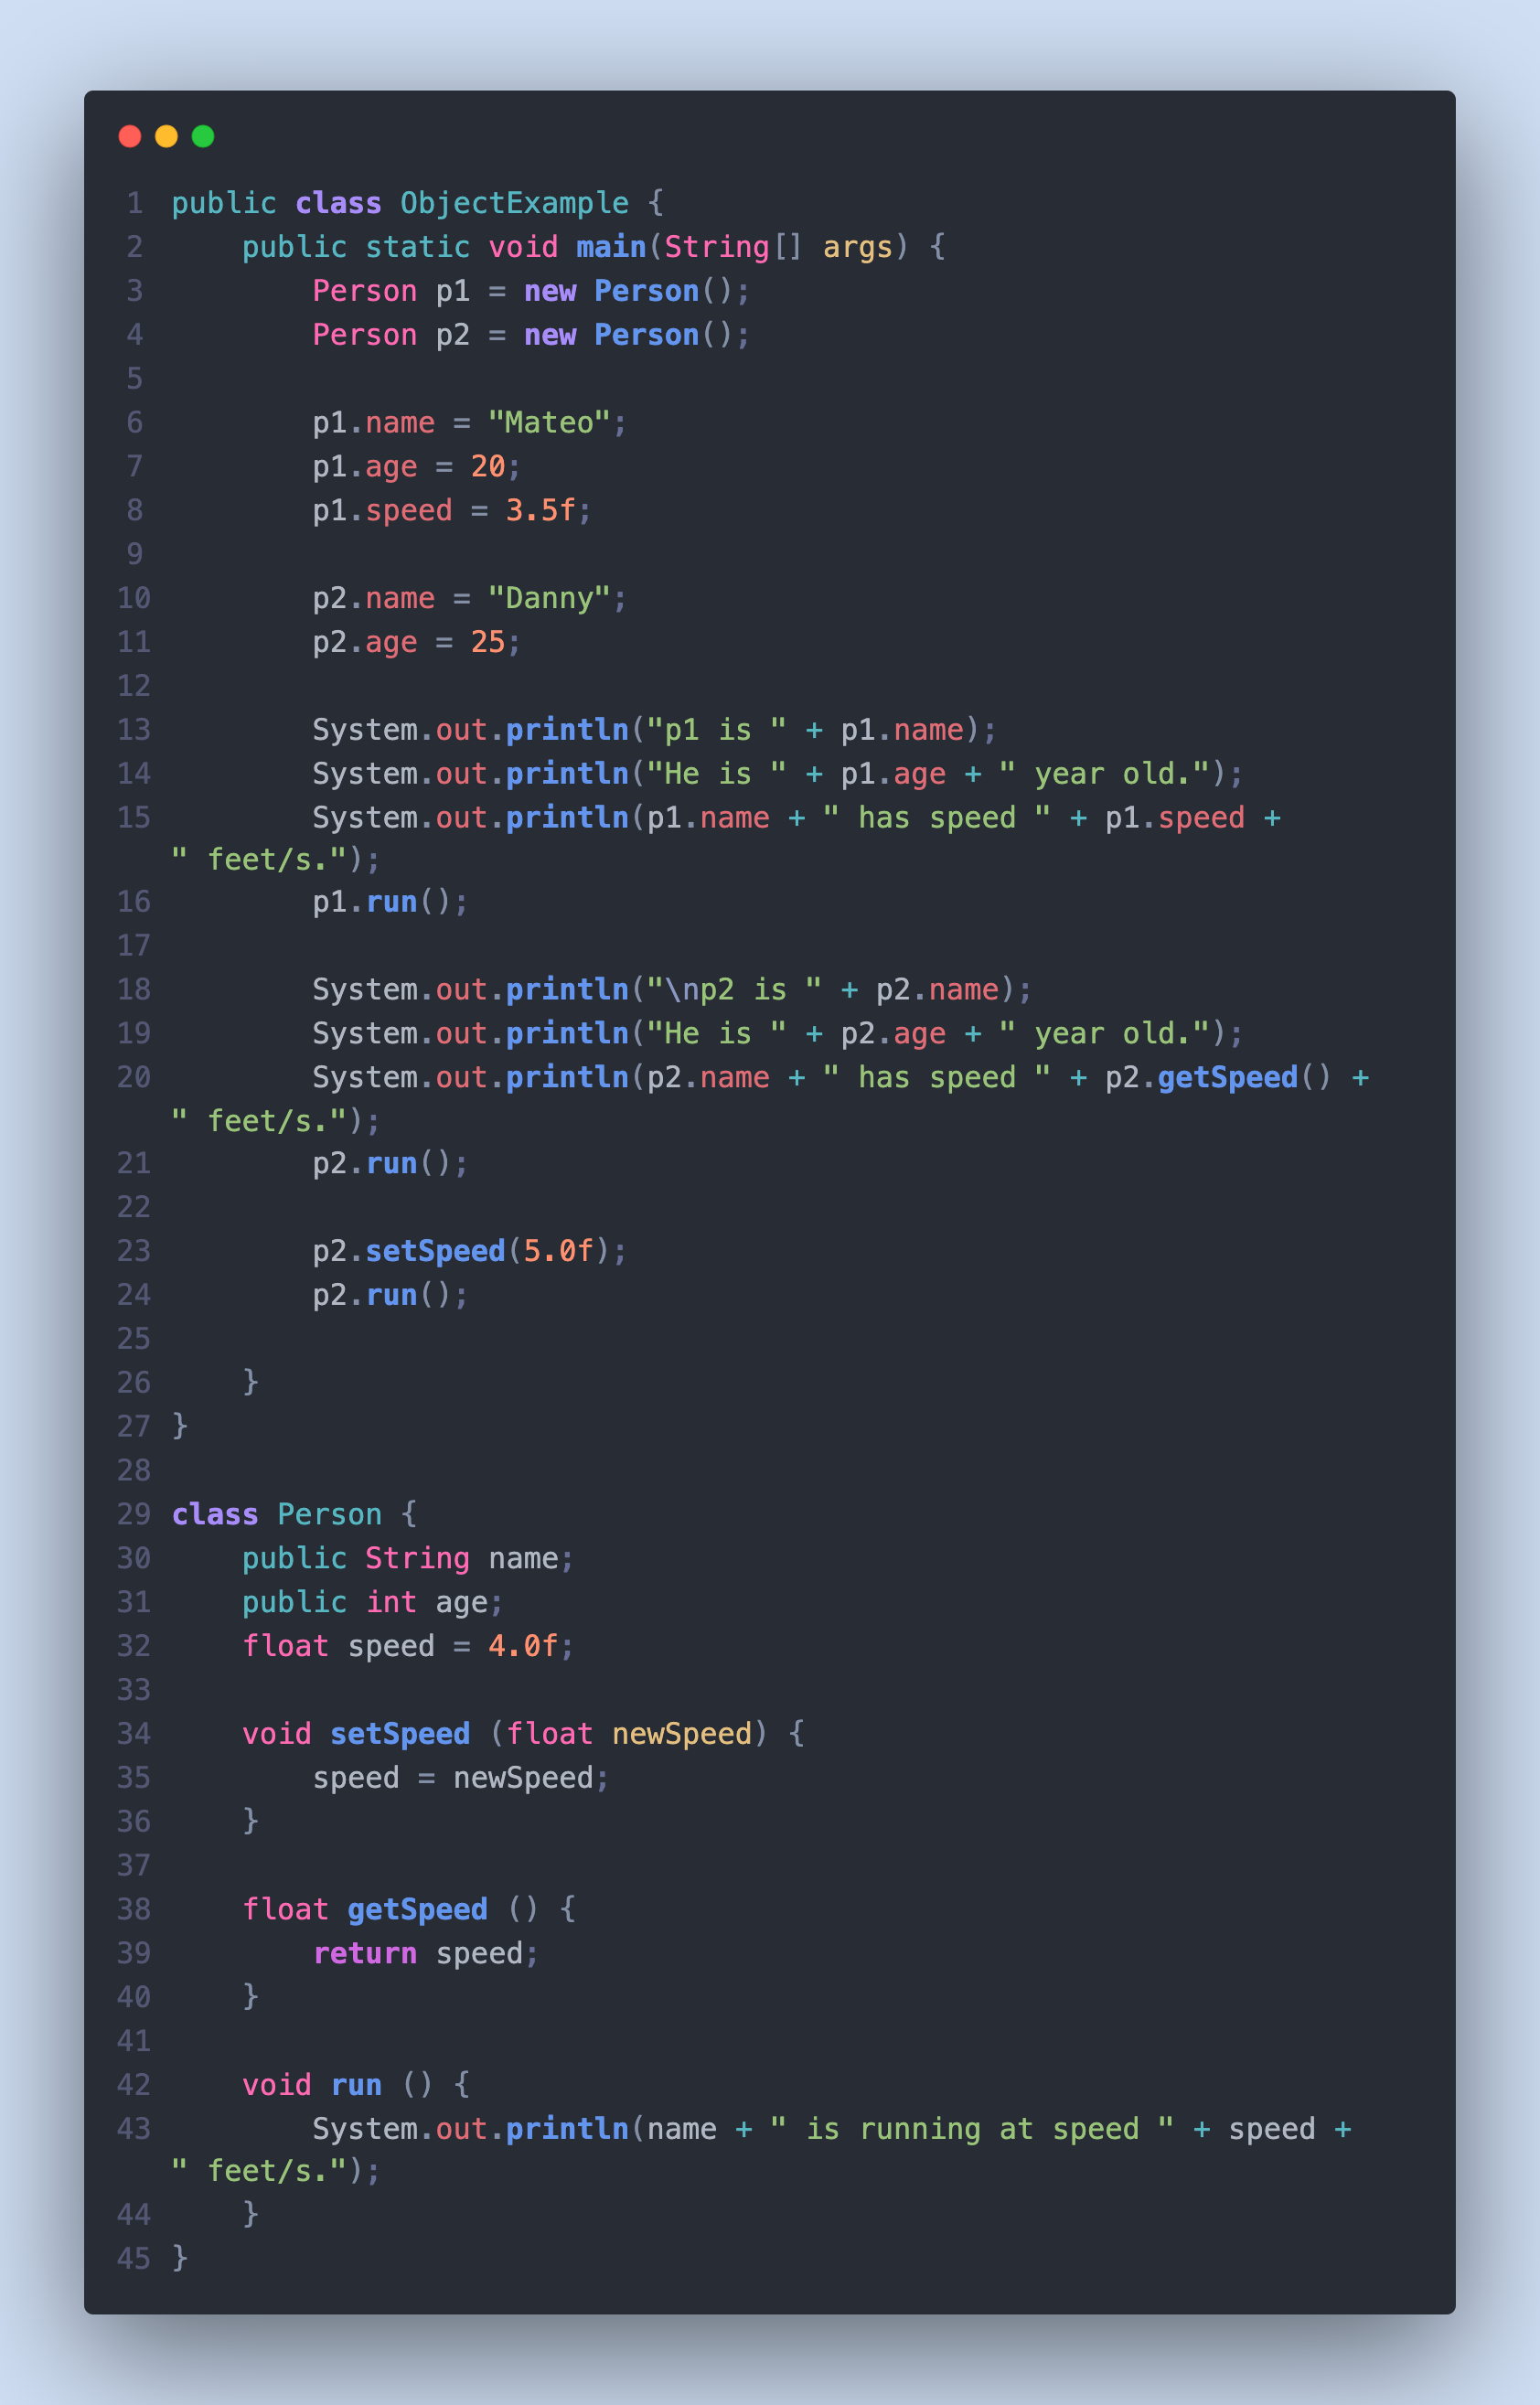 1 public class ObjectExample {
2     public static void main(String[] args) {
3         Person p1 = new Person();
4         Person p2 = new Person();
5
6         p1.name = "Mateo";
7         p1.age = 20;
8         p1.speed = 3.5f;
9
10         p2.name = "Danny";
11         p2.age = 25;
12
13         System.out.println("p1 is " + p1.name);
14         System.out.println("He is " + p1.age + " year old.");
15         System.out.println(p1.name + " has speed " + p1.speed +
" feet/s.");
16         p1.run();
17
18         System.out.println("\np2 is " + p2.name);
19         System.out.println("He is " + p2.age + " year old.");
20         System.out.println(p2.name + " has speed " + p2.getSpeed() +
" feet/s.");
21         p2.run();
22
23         p2.setSpeed(5.0f);
24         p2.run();
25
26     }
27 }
28
29 class Person {
30     public String name;
31     public int age;
32     float speed = 4.0f;
33
34     void setSpeed (float newSpeed) {
35         speed = newSpeed;
36     }
37
38     float getSpeed () {
39         return speed;
40     }
41
42     void run () {
43         System.out.println(name + " is running at speed " + speed +
" feet/s.");
44     }
45 }